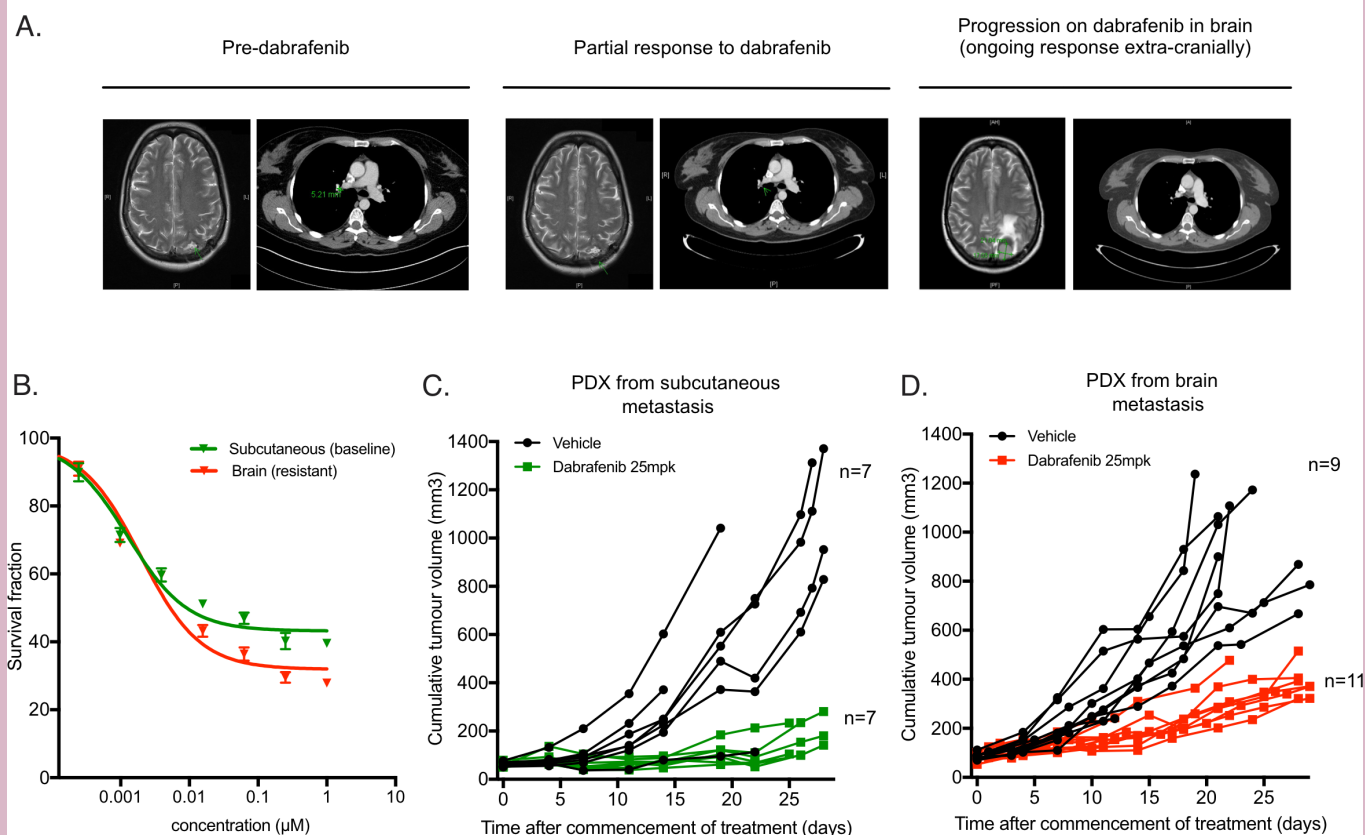 A.
Pre-dabrafenib
Partial response to dabrafenib
Progression on dabrafenib in brain
(ongoing response extra-cranially)
[R]
[L]
[P]
5.21 mm
[R]
[L]
[P]
[R]
[L]
[P]
[AH]
[PF]
[A]
B.
Survival fraction
100
80
60
40
20
0
Subcutaneous (baseline)
Brain (resistant)
0.001
0.01
0.1
1
10
concentration (µM)
C.
PDX from subcutaneous
metastasis
Cumulative tumour volume (mm3)
1400
1200
1000
800
600
400
200
0
Vehicle
Dabrafenib 25mpk
n=7
n=7
0
5
10
15
20
25
Time after commencement of treatment (days)
D.
PDX from brain
metastasis
Cumulative tumour volume (mm3)
1400
1200
1000
800
600
400
200
0
Vehicle
Dabrafenib 25mpk
n=9
n=11
0
5
10
15
20
25
Time after commencement of treatment (days)